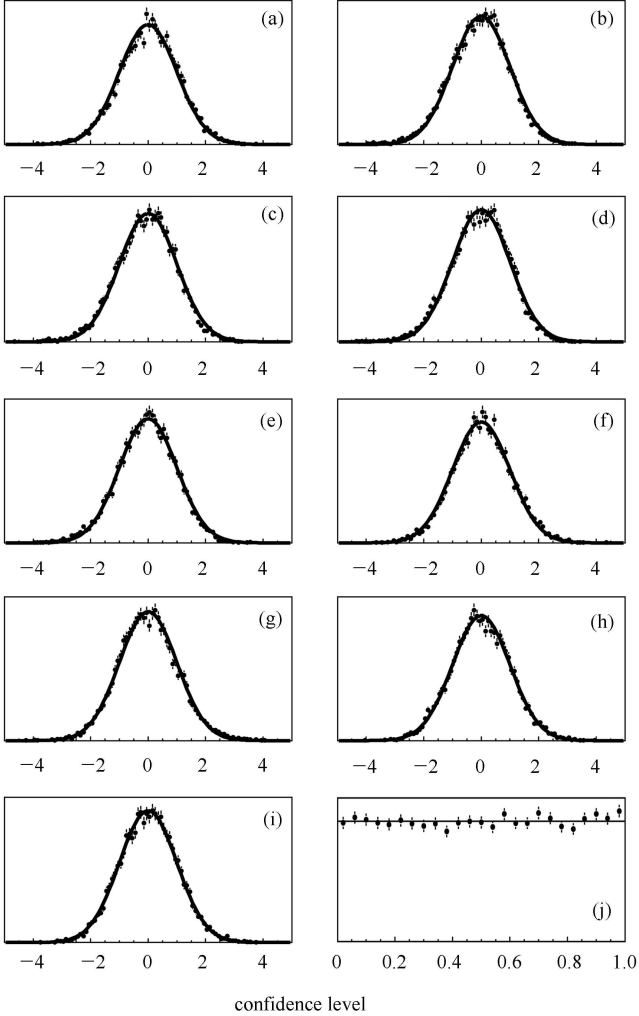 (a) (b)
−4 −2 0 2 4 −4 −2 0 2 4
(c) (d)
−4 −2 0 2 4 −4 −2 0 2 4
(e) (f)
−4 −2 0 2 4 −4 −2 0 2 4
(g) (h)
−4 −2 0 2 4 −4 −2 0 2 4
(i) (j)
−4 −2 0 2 4 0 0.2 0.4 0.6 0.8 1.0
confidence level